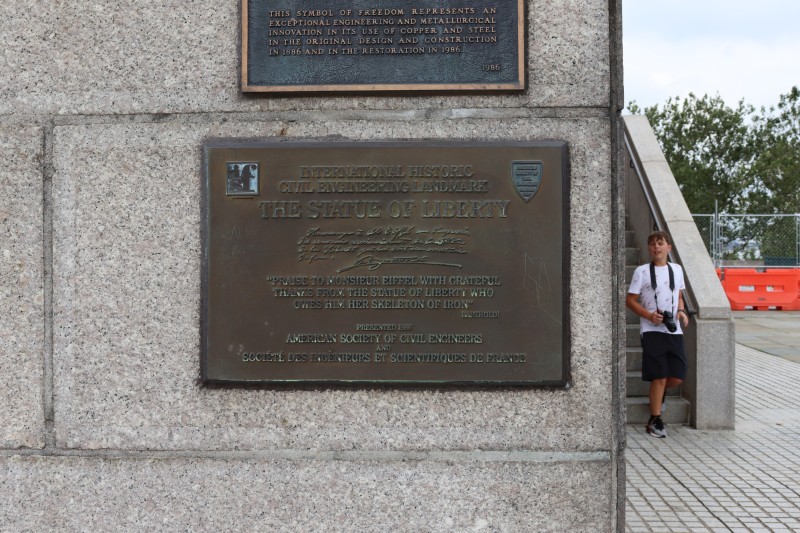 THIS SYMBOL OF FREEDOM REPRESENTS AN
EXCEPTIONAL ENGINEERING AND METALLURGICAL
INNOVATION IN ITS USE OF COPPER AND STEEL
IN THE ORIGINAL DESIGN AND CONSTRUCTION
IN 1886 AND IN THE RESTORATION IN 1986.
1986
INTERNATIONAL HISTORIC
CIVIL ENGINEERING LANDMARK
THE STATUE OF LIBERTY
"PRAISE TO MONSIEUR EIFFEL WITH GRATEFUL
THANKS FROM THE STATUE OF LIBERTY WHO
OWES HIM HER SKELETON OF IRON"
PRESENTED 1986
AMERICAN SOCIETY OF CIVIL ENGINEERS
AND
SOCIÉTÉ DES INGÉNIEURS ET SCIENTIFIQUES DE FRANCE